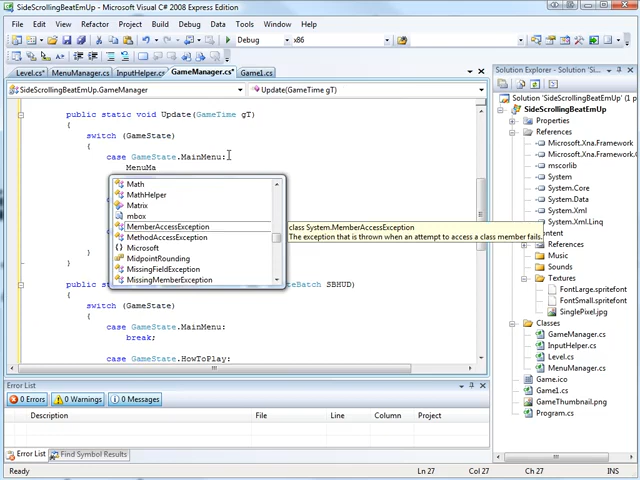 SideScrollingBeatEmUp - Microsoft Visual C# 2008 Express Edition
File Edit View Refactor Project Build Debug Data Tools Window Help
Debug x86
Level.cs* MenuManager.cs InputHelper.cs GameManager.cs* Game1.cs
SideScrollingBeatEmUp.GameManager Update(GameTime gT)
public static void Update(GameTime gT)
{
switch (GameState)
{
case GameState.MainMenu:
MenuMa
Math
MathHelper
Matrix
mbox
MemberAccessException
MethodAccessException
Microsoft
MidpointRounding
MissingFieldException
MissingMemberException
class System.MemberAccessException
The exception that is thrown when an attempt to access a class member fails.
}
}
public st
eBatch SBHUD)
{
switch (GameState)
{
case GameState.MainMenu:
break;
case GameState.HowToPlay:
Solution Explorer - Solution 'SideScrollingBeatEmUp'
Solution 'SideScrollingBeatEmUp'
SideScrollingBeatEmUp
Properties
References
Microsoft.Xna.Framework
Microsoft.Xna.Framework.
mscorlib
System
System.Core
System.Xml
System.Xml.Linq
ontent
References
Music
Sounds
Textures
FontLarge.spritefont
FontSmall.spritefont
SinglePixel.jpg
Classes
GameManager.cs
InputHelper.cs
Level.cs
MenuManager.cs
Game.ico
Game1.cs
GameThumbnail.png
Program.cs
Error List
0 Errors 0 Warnings 0 Messages
Description File Line Column Project
Error List Find Symbol Results
Ready Ln 27 Col 27 Ch 27 INS